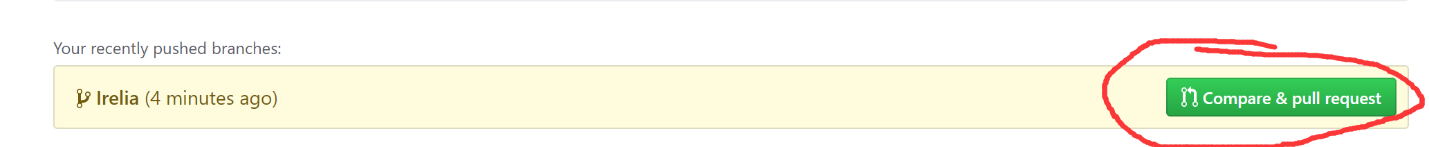 Your recently pushed branches:
Irelia (4 minutes ago)
Compare & pull request